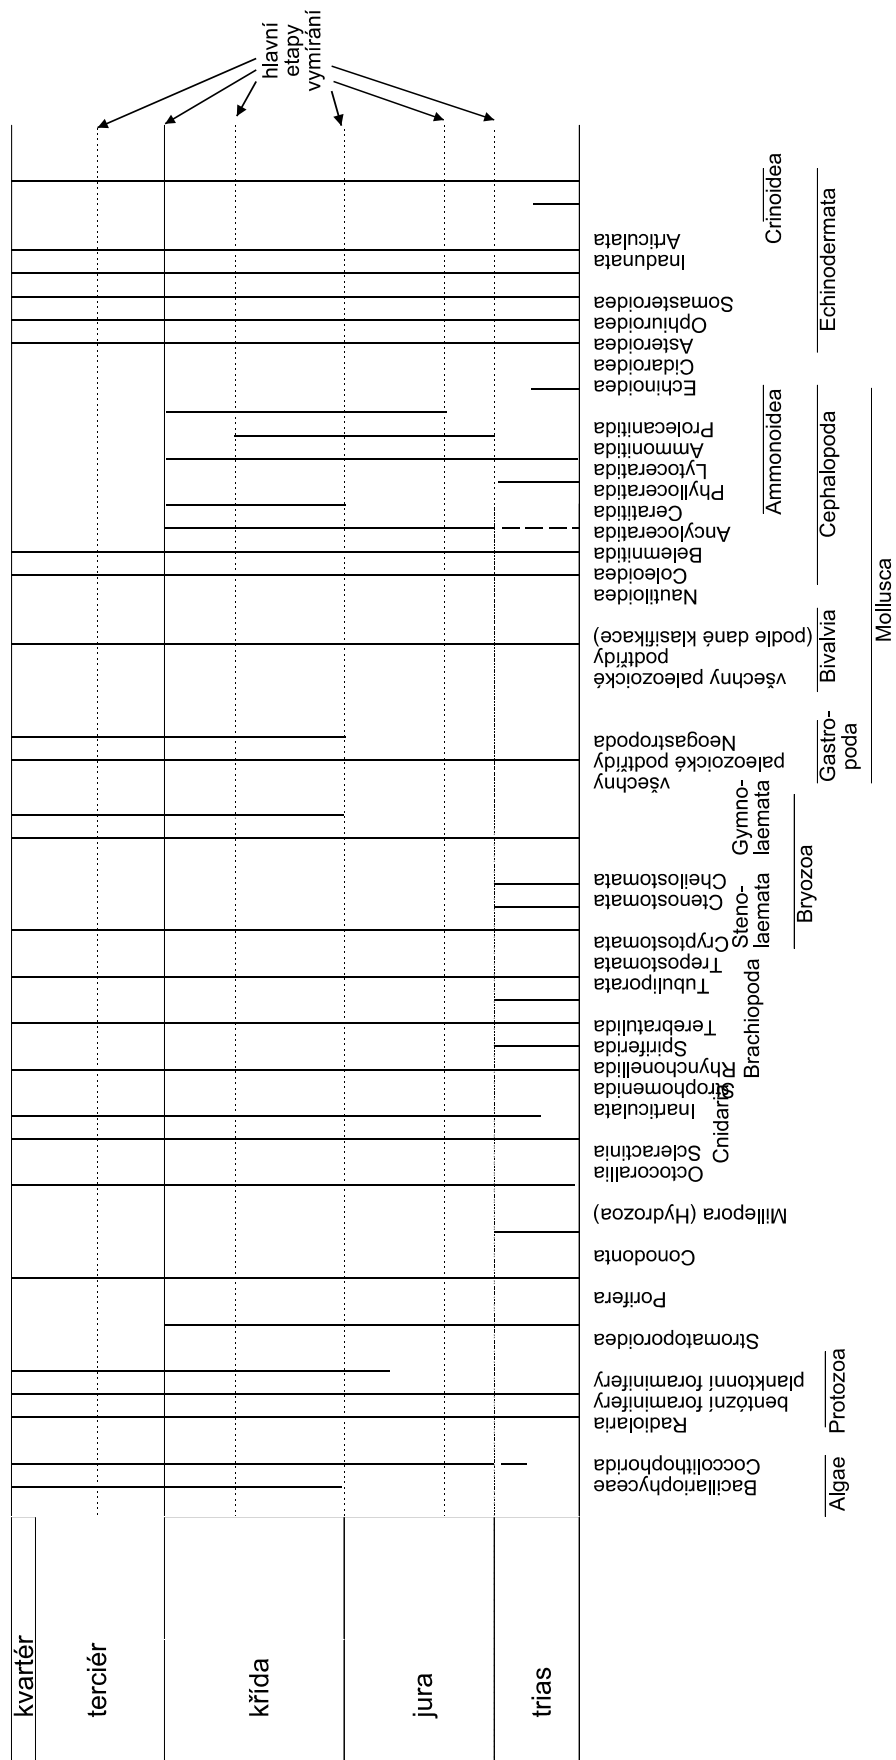 hlavní
etapy
vymírání
kvartér
terciér
křída
jura
trias
Bacillariophyceae
Coccolithophorida
Algae
Radiolaria
bentózní foraminifery
planktonní foraminifery
Protozoa
Stromatoporoidea
Porifera
Conodonta
Millepora (Hydrozoa)
Octocorallia
Scleractinia
Cnidaria
Inarticulata
Strophomenida
Rhynchonellida
Spiriferida
Terebratulida
Brachiopoda
Tubuliporata
Trepostomata
Cryptostomata
Steno-
laemata
Ctenostomata
Cheilostomata
Gymno-
laemata
Bryozoa
všechny
paleozoické podtřídy
Neogastropoda
Gastro-
poda
všechny paleozoické
podtřídy
(podle dané klasifikace)
Bivalvia
Nautiloidea
Coleoidea
Belemnitida
Ancyloceratida
Ceratitida
Phylloceratida
Lytoceratida
Ammonitida
Prolecanitida
Ammonoidea
Cephalopoda
Mollusca
Echinoidea
Cidaroidea
Asteroidea
Ophiuroidea
Somasteroidea
Inadunata
Articulata
Crinoidea
Echinodermata